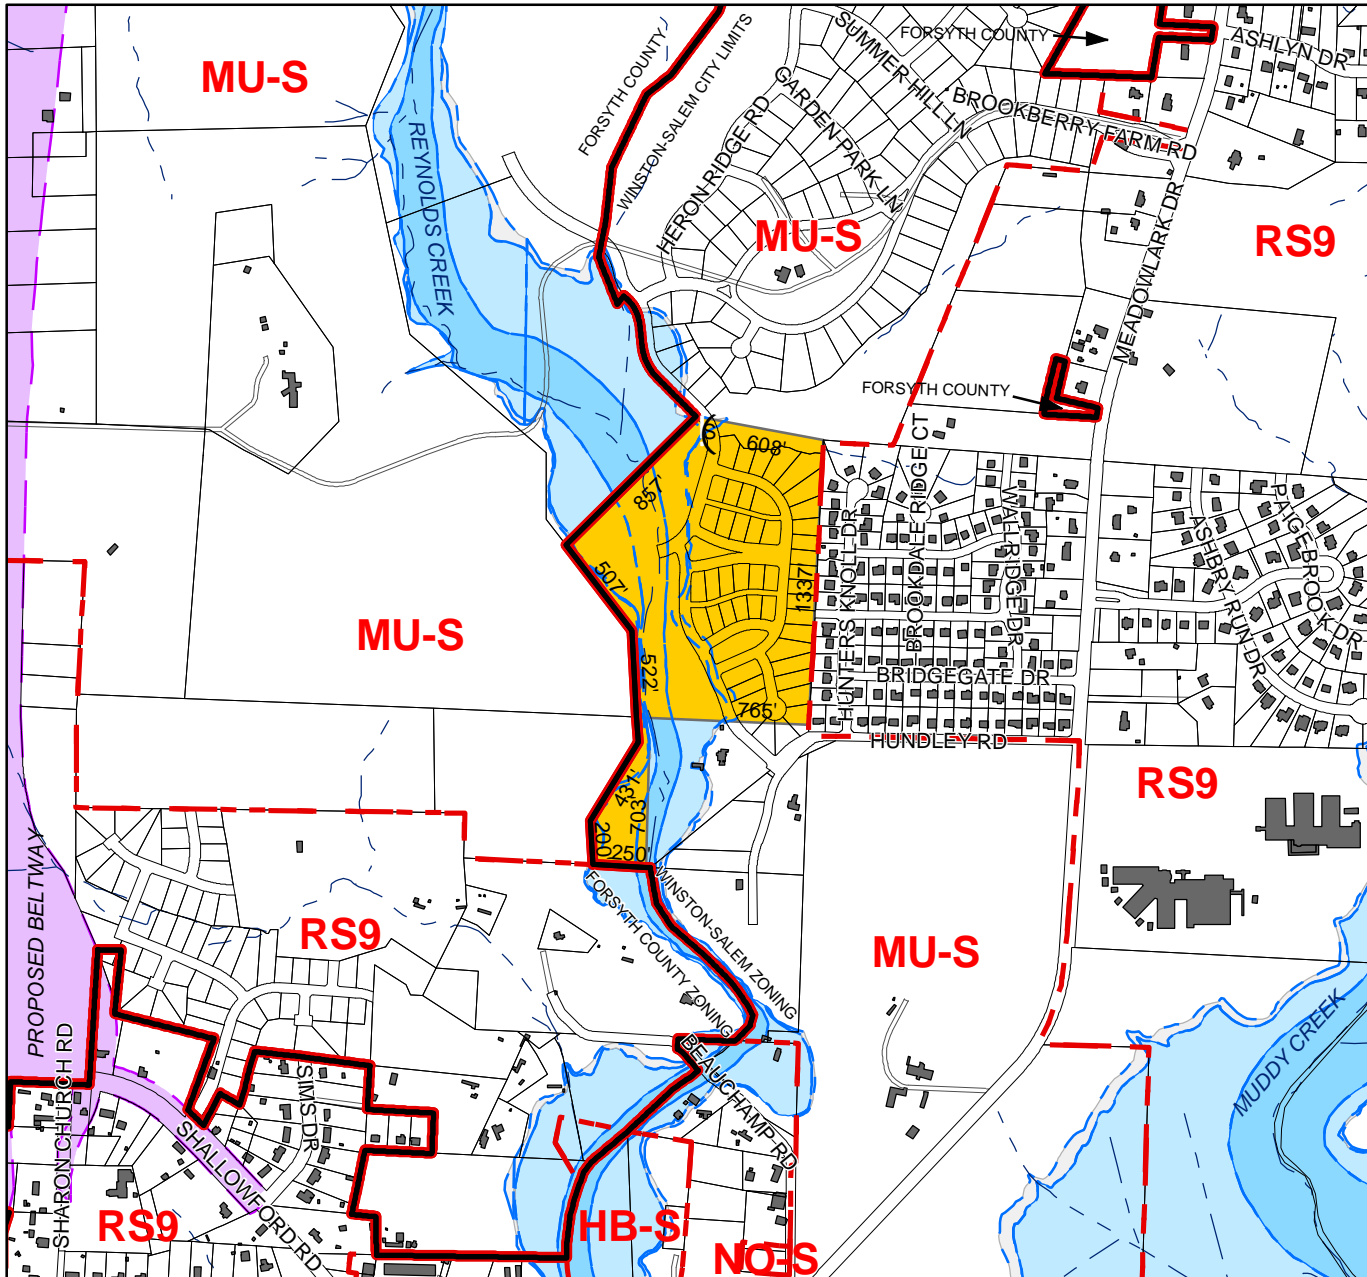 FORSYTH COUNTY
ASHLYN DR
SUMMER HILL LN
MU-S
FORSYTH COUNTY
WINSTON-SALEM CITY LIMITS
GARDEN PARK LN
BROOKBERRY FARM RD
HERON RIDGE RD
REYNOLDS CREEK
MU-S
RS9
MEADOWLARK DR
FORSYTH COUNTY
608'
857'
BROOKDALE RIDGE CT
WALLRIDGE DR
PAIGEBROOK DR
ASHBRY RUN DR
HUNTERS KNOLL DR
507'
1337'
MU-S
522'
BRIDGEGATE DR
765'
HUNDLEY RD
RS9
431'
703'
200'
250'
PROPOSED BELTWAY
FORSYTH COUNTY ZONING
WINSTON-SALEM ZONING
RS9
MU-S
MUDDY CREEK
SHARON CHURCH RD
SIMS DR
BEAUCHAMP RD
SHALLOWFORD RD
RS9
HB-S
NO-S